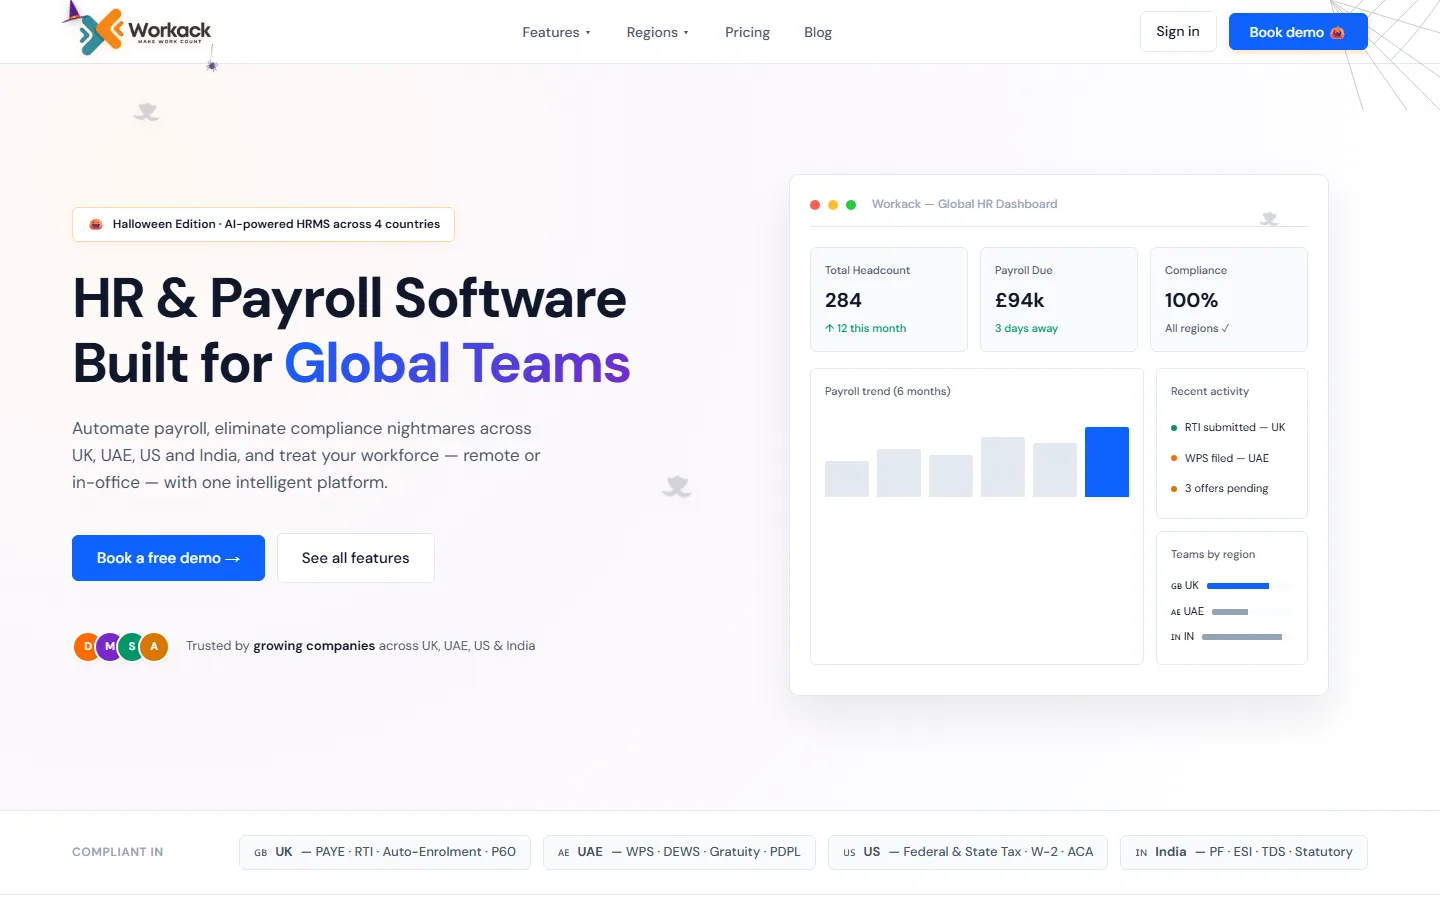 Workack
MAKE WORK COUNT
Features
Regions
Pricing
Blog
Sign in
Book demo
Halloween Edition · AI-powered HRMS across 4 countries
HR & Payroll Software
Built for Global Teams
Automate payroll, eliminate compliance nightmares across
UK, UAE, US and India, and treat your workforce — remote or
in-office — with one intelligent platform.
Book a free demo →
See all features
D M S A
Trusted by growing companies across UK, UAE, US & India
Workack — Global HR Dashboard
Total Headcount
284
↑ 12 this month
Payroll Due
£94k
3 days away
Compliance
100%
All regions ✓
Payroll trend (6 months)
Recent activity
RTI submitted — UK
WPS filed — UAE
3 offers pending
Teams by region
GB UK
AE UAE
IN IN
COMPLIANT IN
GB UK — PAYE · RTI · Auto-Enrolment · P60
AE UAE — WPS · DEWS · Gratuity · PDPL
US US — Federal & State Tax · W-2 · ACA
IN India — PF · ESI · TDS · Statutory